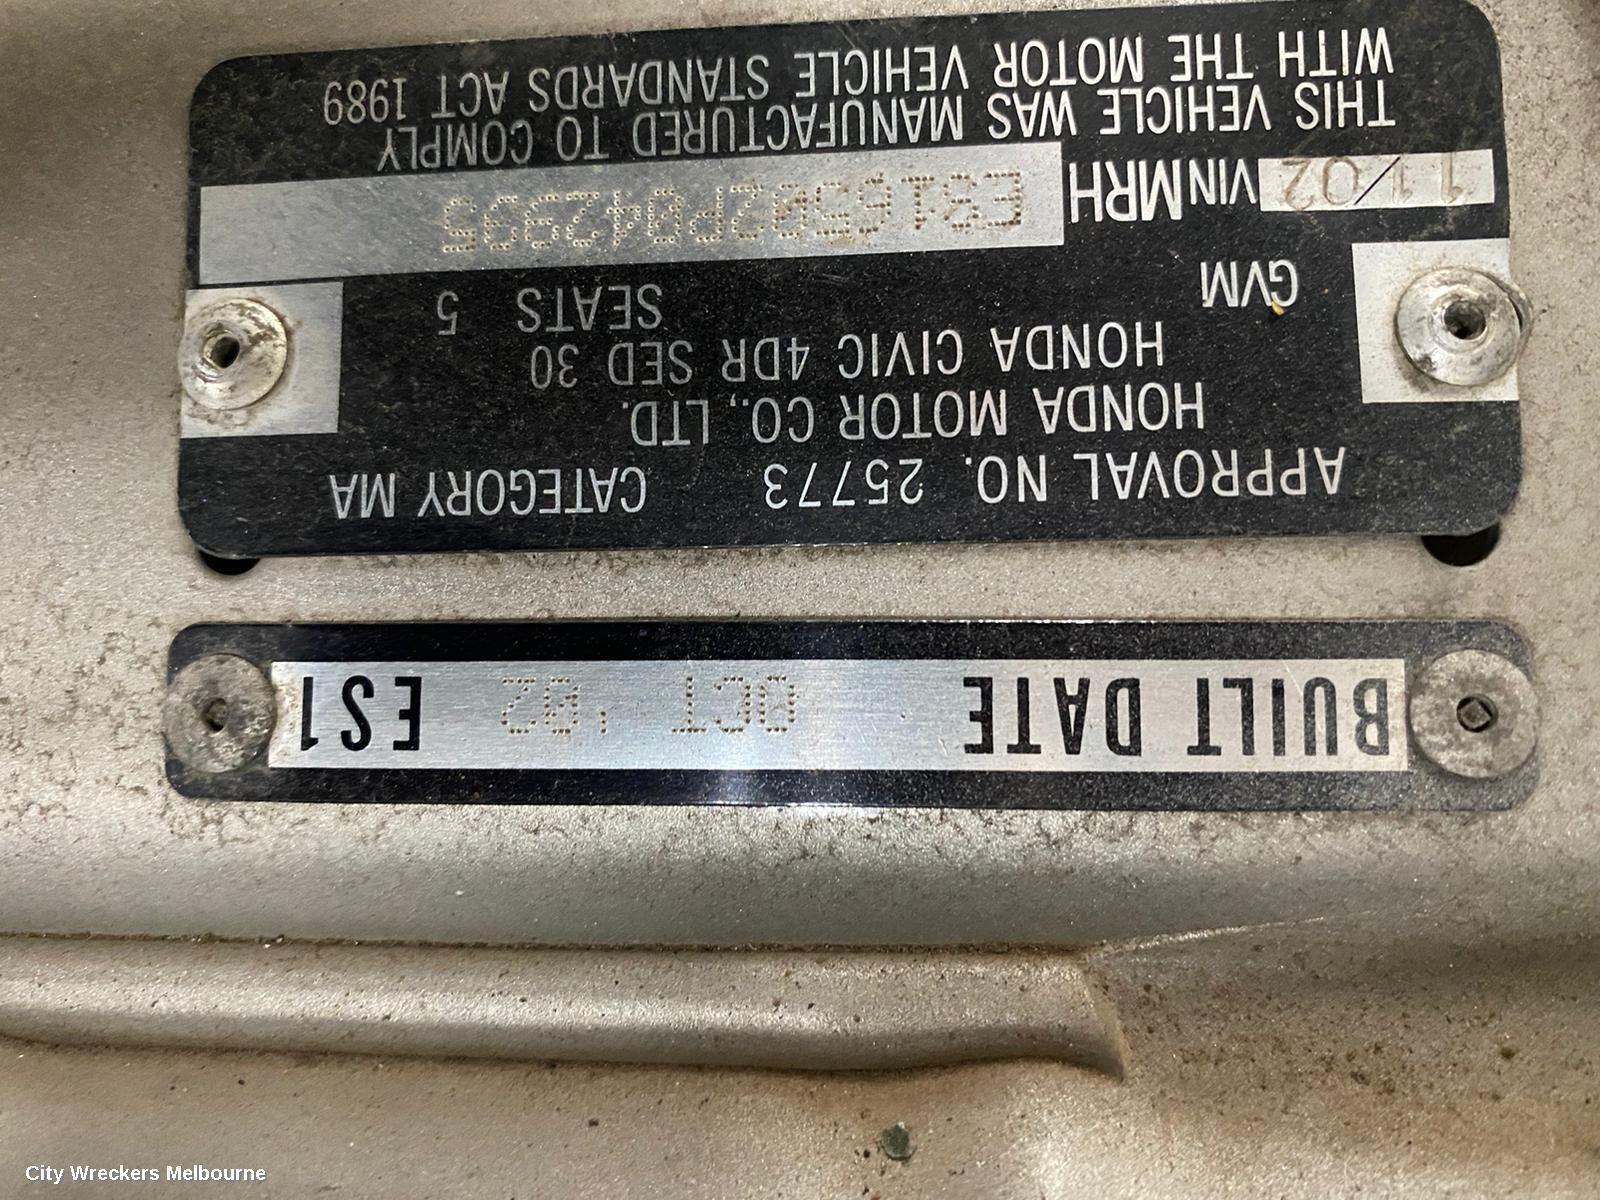 BUILT DATE OCT '02 ES1
APPROVAL NO. 25773 CATEGORY MA
HONDA MOTOR CO., LTD.
HONDA CIVIC 4DR SED 30
GVM SEATS 5
11/02 VIN MRH ES16502P042995
THIS VEHICLE WAS MANUFACTURED TO COMPLY
WITH THE MOTOR VEHICLE STANDARDS ACT 1989
City Wreckers Melbourne